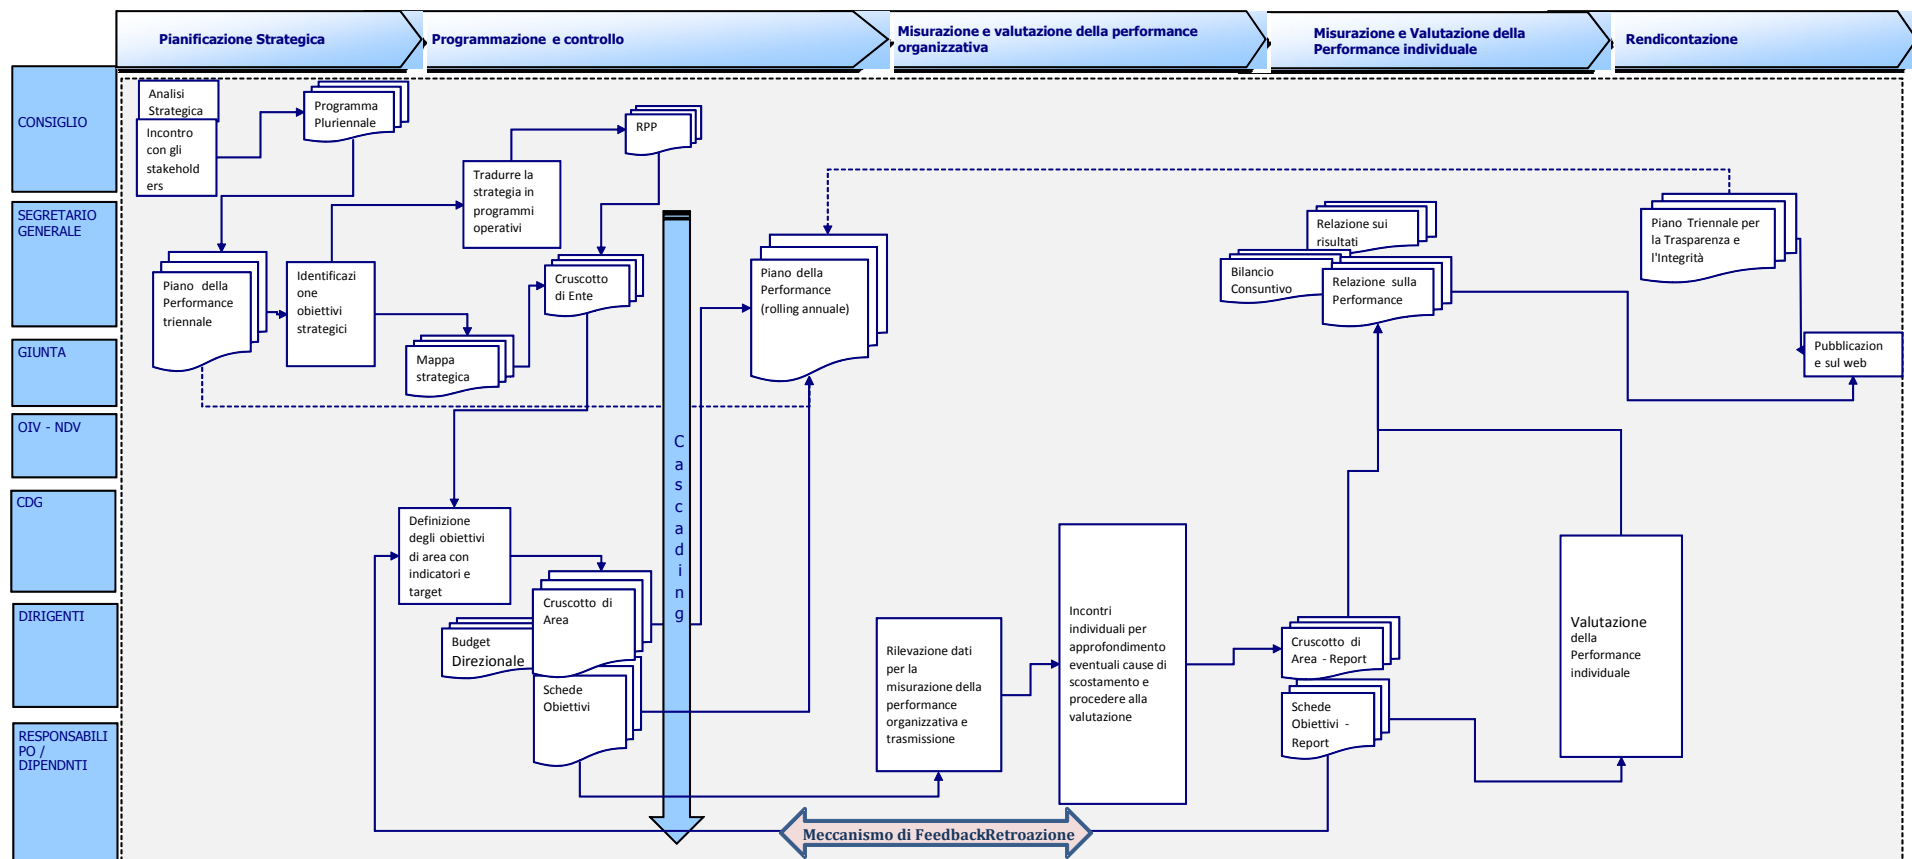 Pianificazione Strategica
Programmazione e controllo
Misurazione e valutazione della performance
organizzativa
Misurazione e Valutazione della
Performance individuale
Rendicontazione
CONSIGLIO
SEGRETARIO
GENERALE
GIUNTA
OIV - NDV
CDG
DIRIGENTI
RESPONSABILI
PO /
DIPENDNTI
Analisi
Strategica
Incontro
con gli
stakehold
ers
Programma
Pluriennale
Piano della
Performance
triennale
Identificazi
one
obiettivi
strategici
Tradurre la
strategia in
programmi
operativi
RPP
Cruscotto
di Ente
Mappa
strategica
Definizione
degli obiettivi
di area con
indicatori e
target
Cruscotto di
Area
Budget
Direzionale
Schede
Obiettivi
C
a
s
c
a
d
i
n
g
Piano della
Performance
(rolling annuale)
Rilevazione dati
per la
misurazione della
performance
organizzativa e
trasmissione
Incontri
individuali per
approfondimento
eventuali cause di
scostamento e
procedere alla
valutazione
Relazione sui
risultati
Bilancio
Consuntivo
Relazione sulla
Performance
Cruscotto di
Area - Report
Schede
Obiettivi -
Report
Valutazione
della
Performance
individuale
Piano Triennale per
la Trasparenza e
l'Integrità
Pubblicazion
e sul web
Meccanismo di FeedbackRetroazione